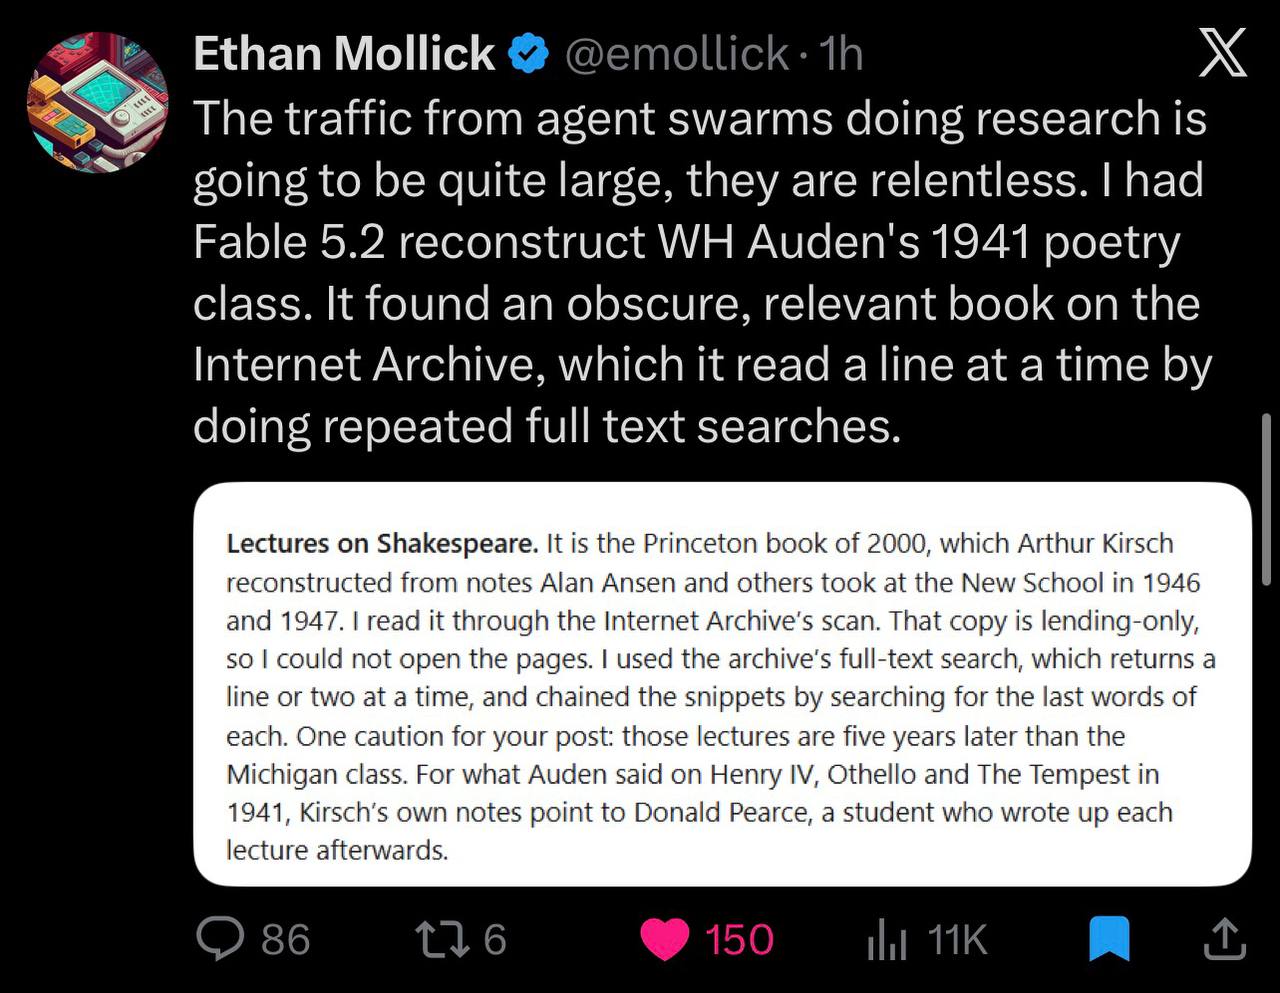 Ethan Mollick @emollick · 1h
The traffic from agent swarms doing research is
going to be quite large, they are relentless. I had
Fable 5.2 reconstruct WH Auden's 1941 poetry
class. It found an obscure, relevant book on the
Internet Archive, which it read a line at a time by
doing repeated full text searches.
Lectures on Shakespeare. It is the Princeton book of 2000, which Arthur Kirsch
reconstructed from notes Alan Ansen and others took at the New School in 1946
and 1947. I read it through the Internet Archive’s scan. That copy is lending-only,
so I could not open the pages. I used the archive’s full-text search, which returns a
line or two at a time, and chained the snippets by searching for the last words of
each. One caution for your post: those lectures are five years later than the
Michigan class. For what Auden said on Henry IV, Othello and The Tempest in
1941, Kirsch’s own notes point to Donald Pearce, a student who wrote up each
lecture afterwards.
86 6 150 11K